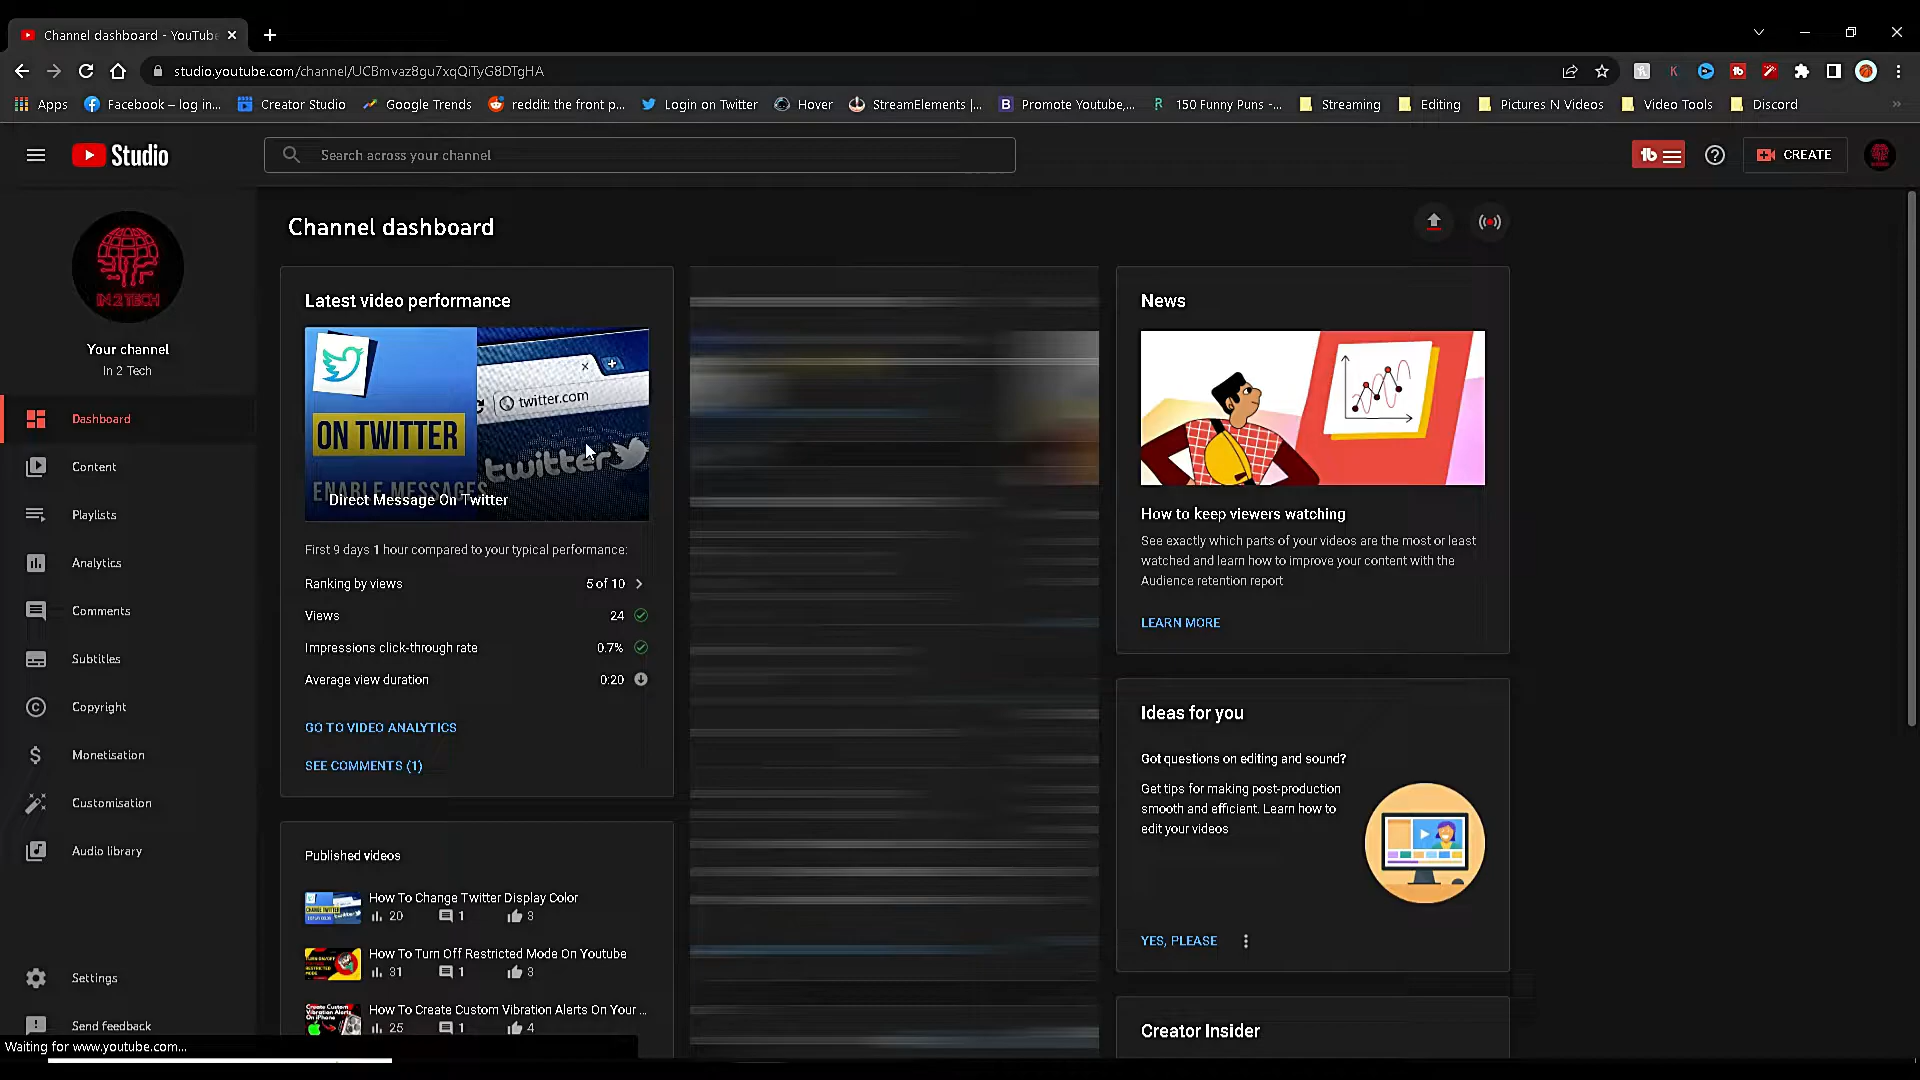 Channel dashboard - YouTube
studio.youtube.com/channel/UCBmvaz8gu7xqQiTyG8DTgHA
Apps
Facebook – log in...
Creator Studio
Google Trends
reddit: the front p...
Login on Twitter
Hover
StreamElements |...
Promote Youtube,...
150 Funny Puns -...
Streaming
Editing
Pictures N Videos
Video Tools
Discord
Studio
Search across your channel
tb
CREATE
IN 2 TECH
Your channel
In 2 Tech
Dashboard
Content
Playlists
Analytics
Comments
Subtitles
Copyright
Monetisation
Customisation
Audio library
Settings
Send feedback
Waiting for www.youtube.com...
Channel dashboard
Latest video performance
twitter.com
ON TWITTER
twitter
ENABLE MESSAGES
Direct Message On Twitter
First 9 days 1 hour compared to your typical performance:
Ranking by views 5 of 10
Views 24
Impressions click-through rate 0.7%
Average view duration 0:20
GO TO VIDEO ANALYTICS
SEE COMMENTS (1)
Published videos
How To Change Twitter Display Color
20 1 3
How To Turn Off Restricted Mode On Youtube
31 1 3
How To Create Custom Vibration Alerts On Your ...
25 1 4
News
How to keep viewers watching
See exactly which parts of your videos are the most or least
watched and learn how to improve your content with the
Audience retention report
LEARN MORE
Ideas for you
Got questions on editing and sound?
Get tips for making post-production
smooth and efficient. Learn how to
edit your videos
YES, PLEASE
Creator Insider